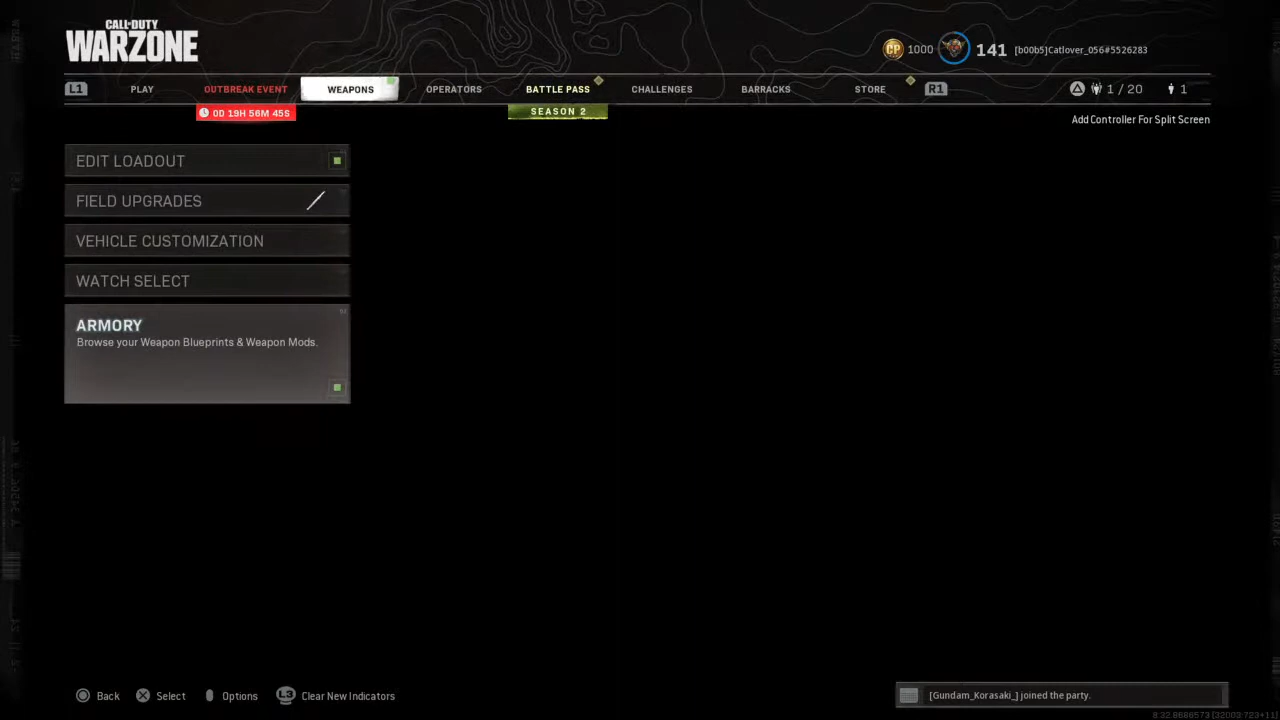 CALL OF DUTY
WARZONE
CP 1000 141 [b00b5]Catlover_056#5526283
L1 PLAY OUTBREAK EVENT WEAPONS OPERATORS BATTLE PASS CHALLENGES BARRACKS STORE R1 1 / 20 1
0D 19H 56M 45S
SEASON 2
Add Controller For Split Screen
EDIT LOADOUT
FIELD UPGRADES
VEHICLE CUSTOMIZATION
WATCH SELECT
ARMORY
Browse your Weapon Blueprints & Weapon Mods.
Back Select Options L3 Clear New Indicators
[Gundam_Korasaki_] joined the party.